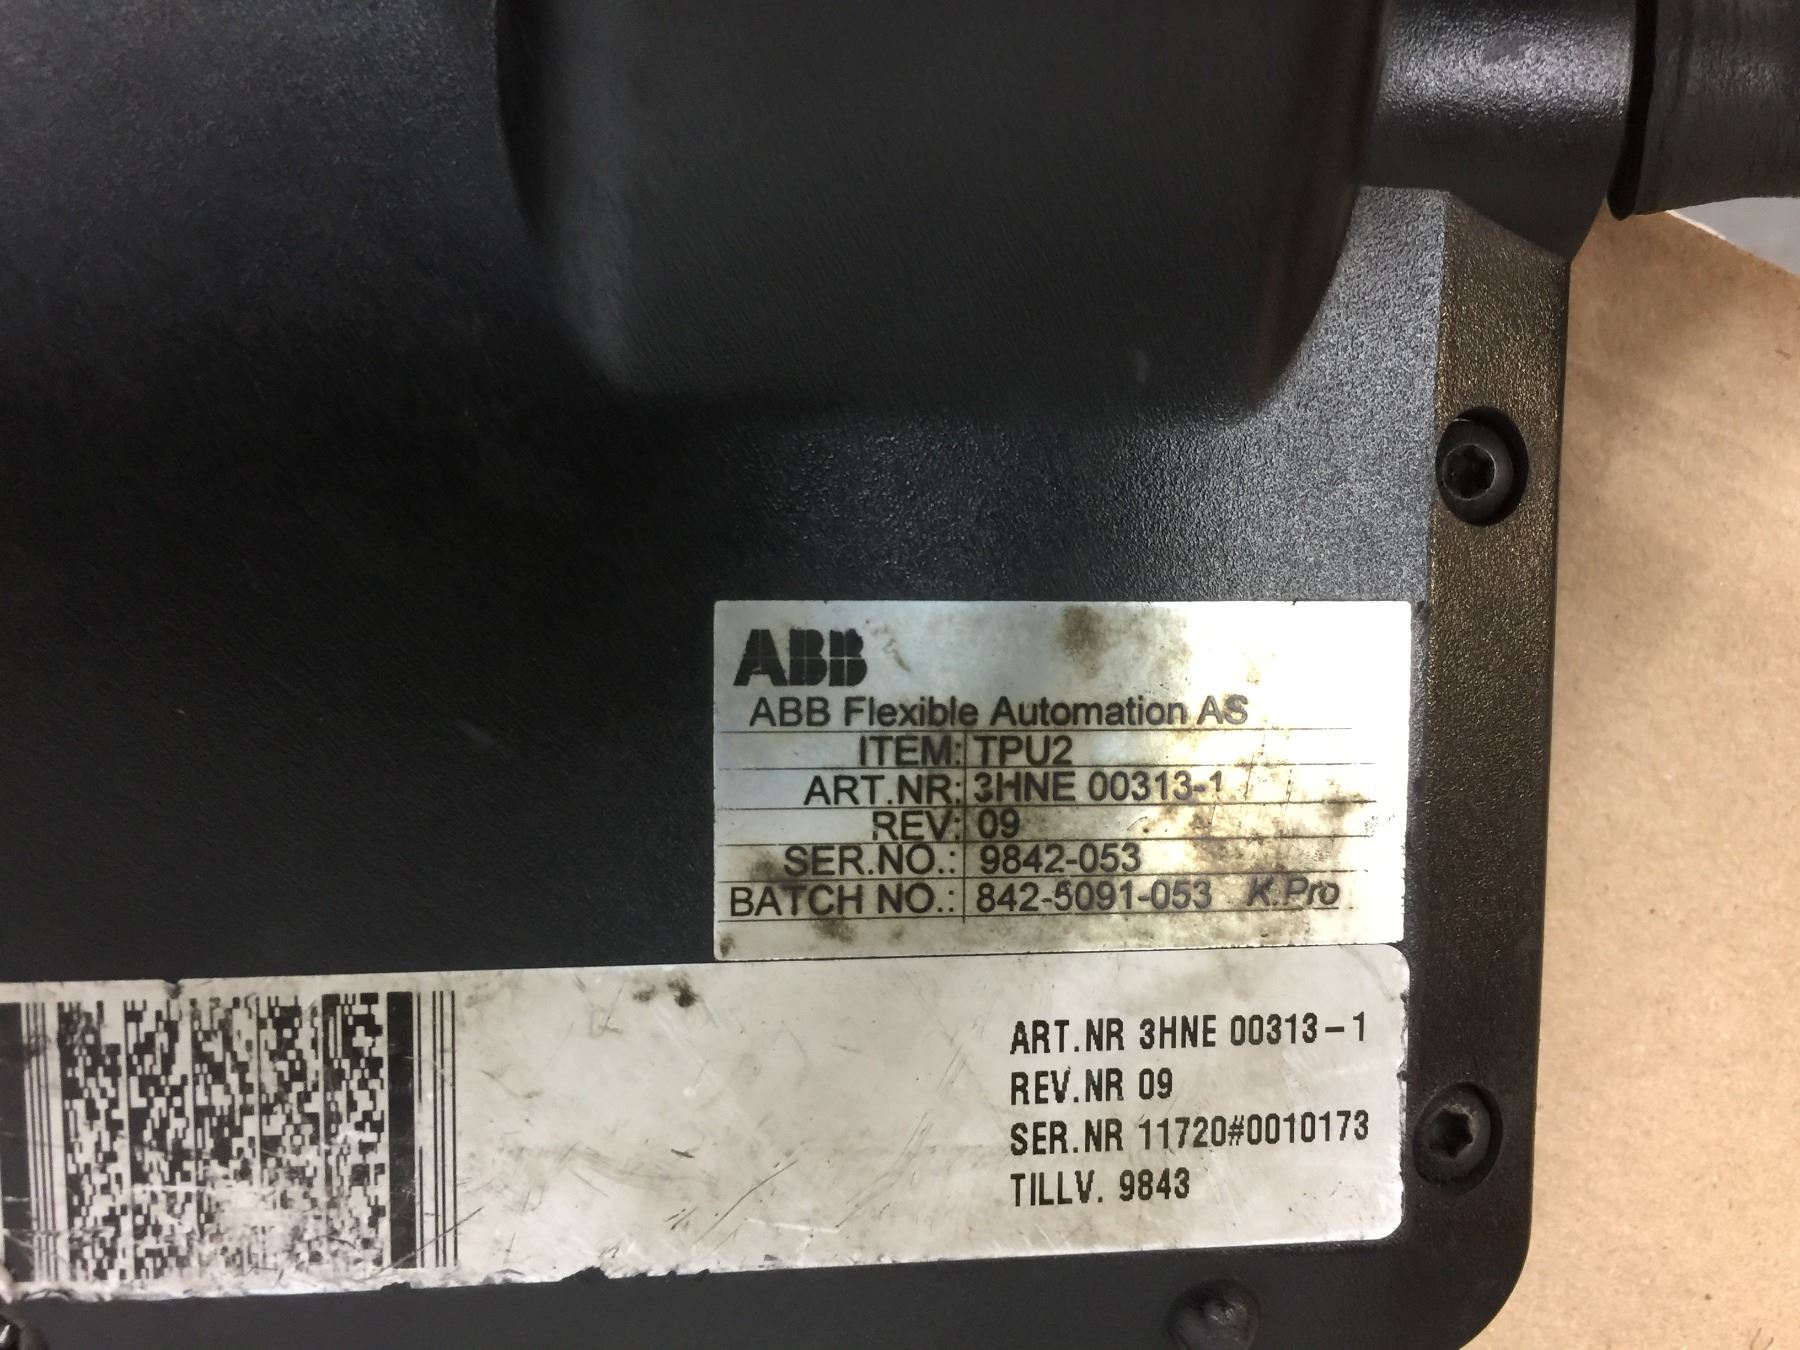 ABB
ABB Flexible Automation AS
ITEM: TPU2
ART.NR: 3HNE 00313-1
REV: 09
SER.NO.: 9842-053
BATCH NO.: 842-5091-053 K.Pro
ART.NR 3HNE 00313-1
REV.NR 09
SER.NR 11720#0010173
TILLV. 9843